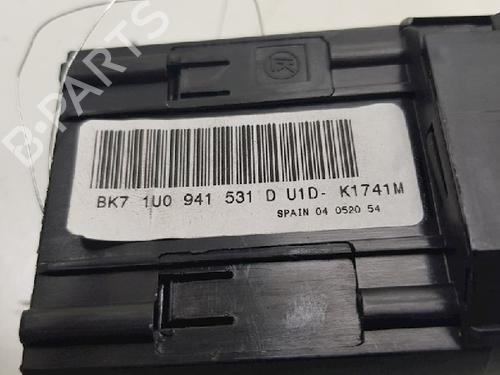 BK7 1U0 941 531 D U1D- K1741M
SPAIN 04 0520 54
B-PARTS